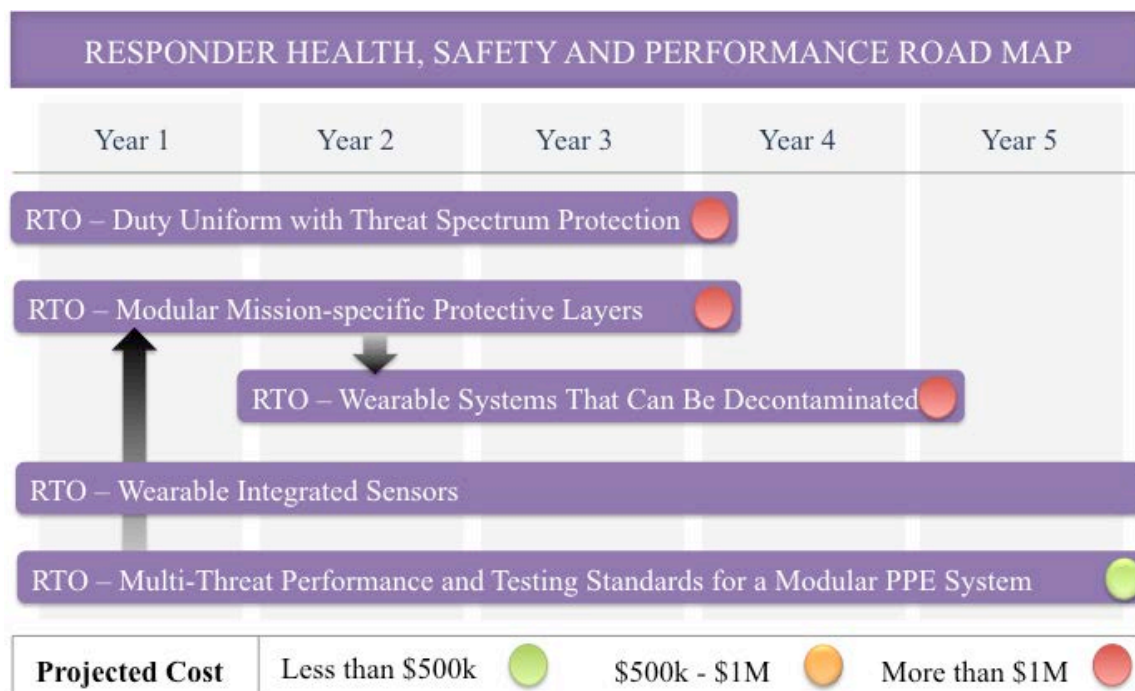 RESPONDER HEALTH, SAFETY AND PERFORMANCE ROAD MAP
Year 1 Year 2 Year 3 Year 4 Year 5
RTO – Duty Uniform with Threat Spectrum Protection
RTO – Modular Mission-specific Protective Layers
RTO – Wearable Systems That Can Be Decontaminated
RTO – Wearable Integrated Sensors
RTO – Multi-Threat Performance and Testing Standards for a Modular PPE System
Projected Cost Less than $500k $500k - $1M More than $1M